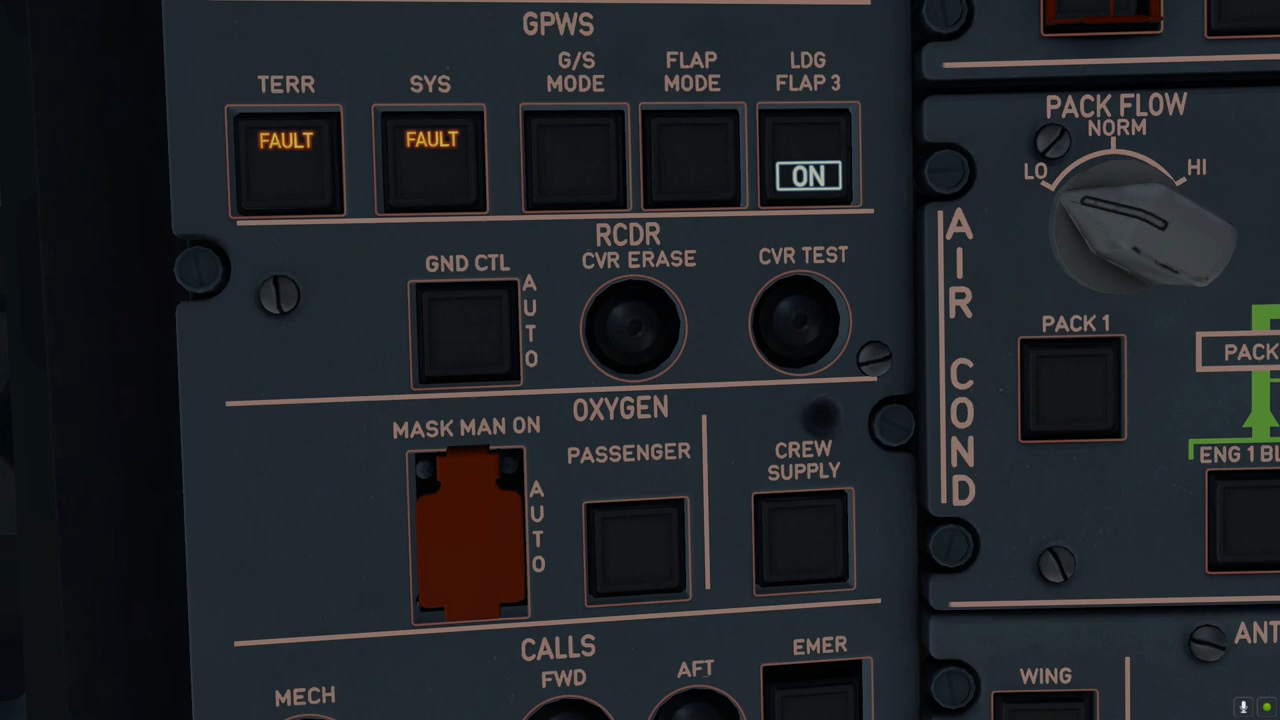 GPWS
TERR
SYS
G/S
MODE
FLAP
MODE
LDG
FLAP 3
FAULT
FAULT
ON
RCDR
GND CTL
CVR ERASE
CVR TEST
AUTO
OXYGEN
MASK MAN ON
AUTO
PASSENGER
CREW
SUPPLY
CALLS
MECH
FWD
AFT
EMER
AIR COND
PACK FLOW
LO
NORM
HI
PACK 1
PACK
ENG 1 BL
ANT
WING